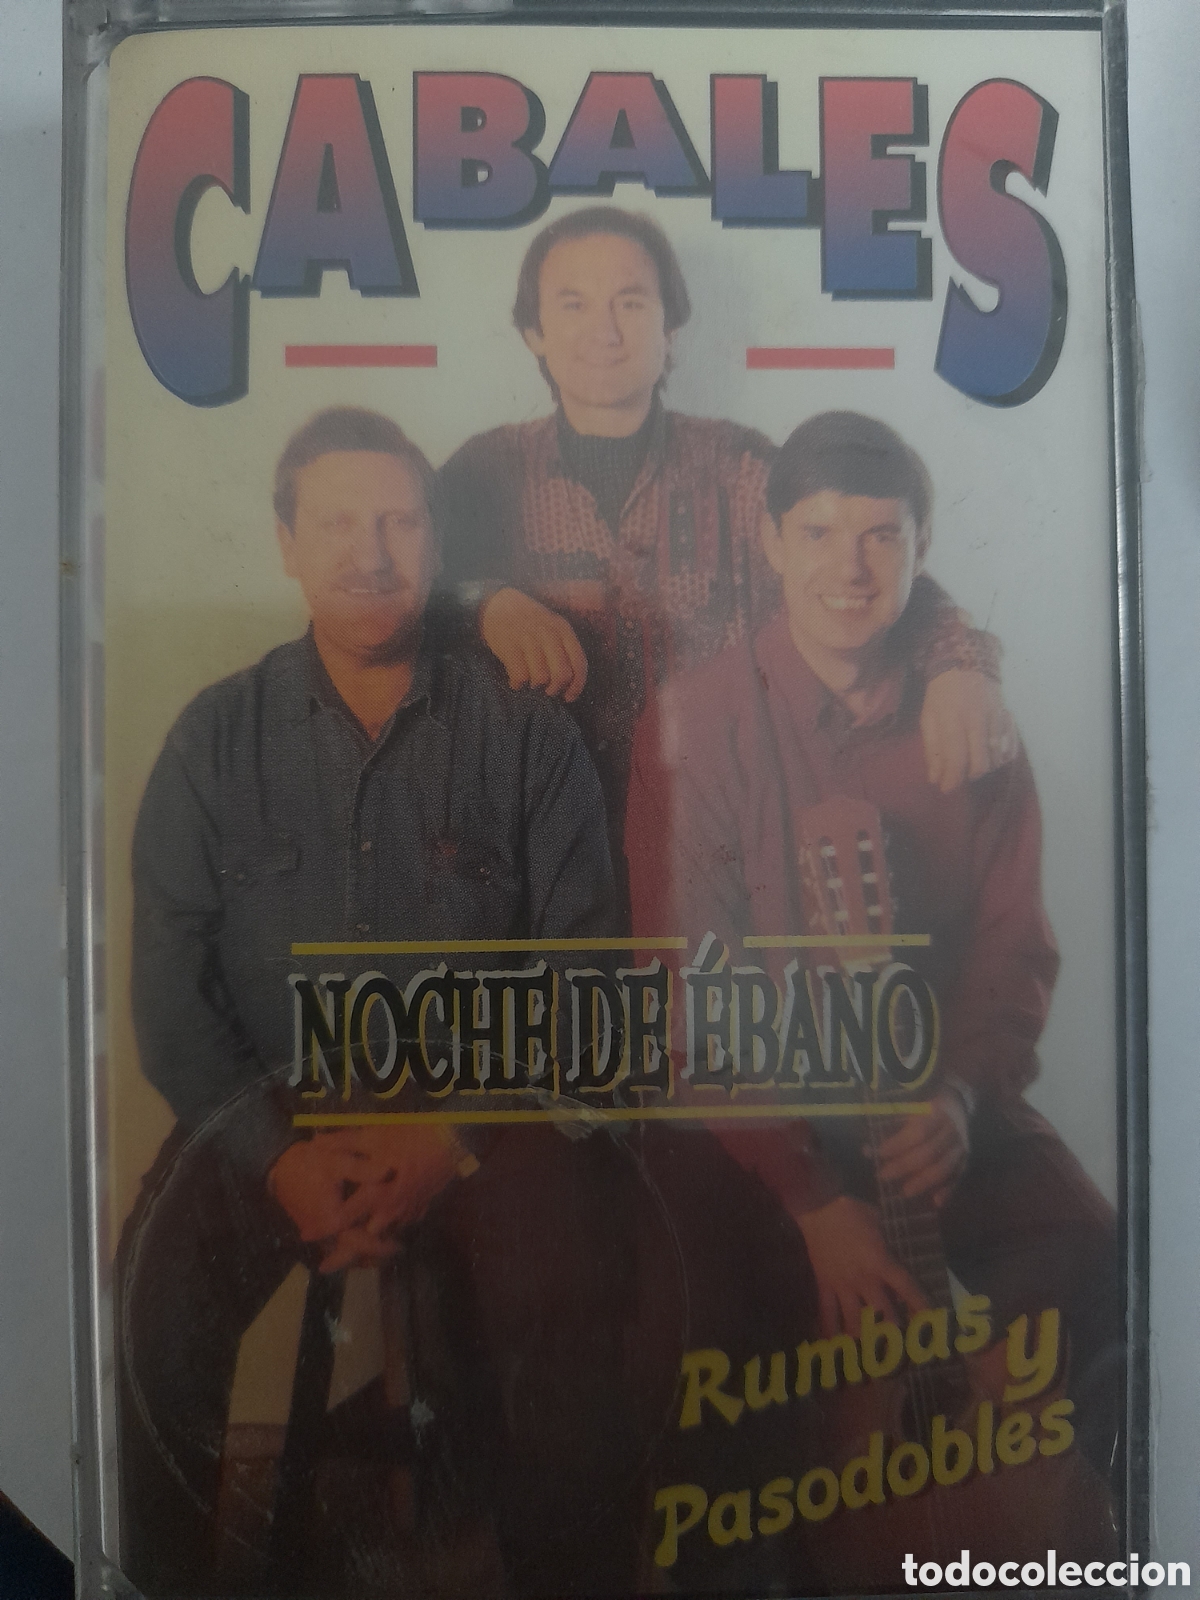 CABALES
NOCHE DE ÉBANO
Rumbas y
Pasodobles
todocoleccion